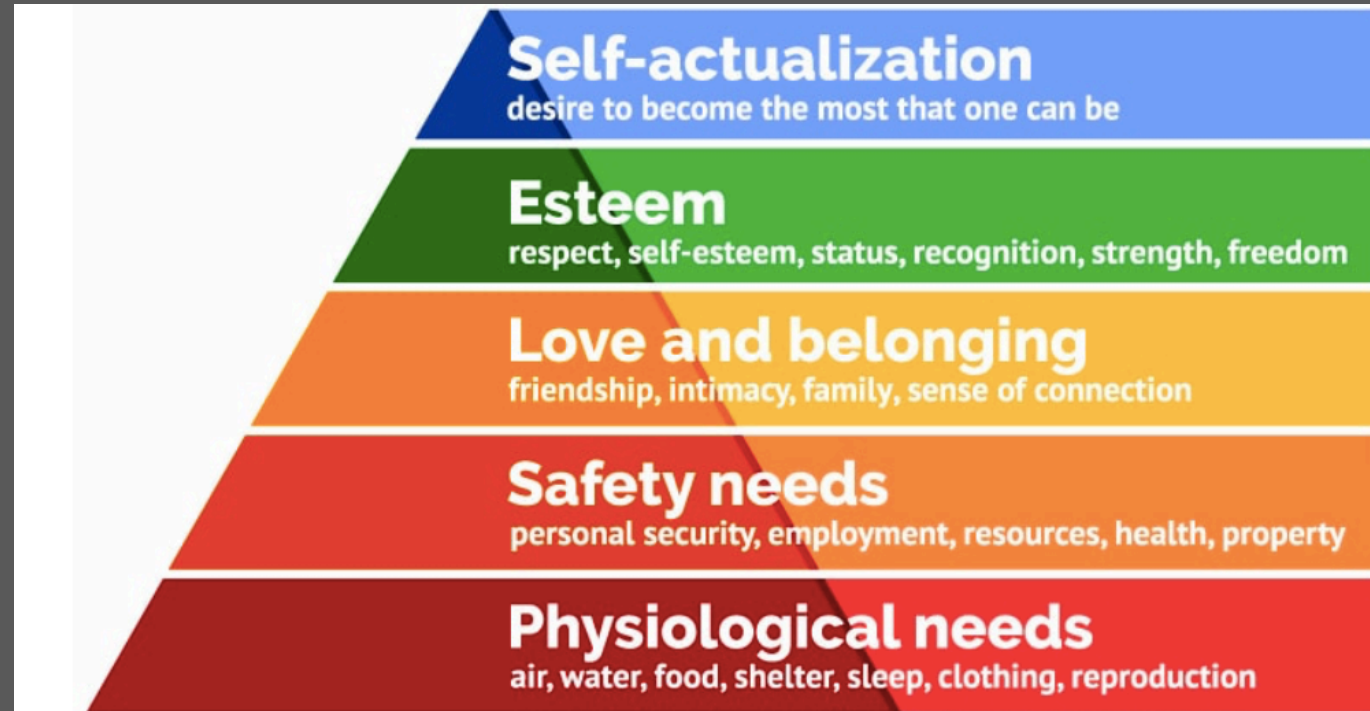 Self-actualization
desire to become the most that one can be
Esteem
respect, self-esteem, status, recognition, strength, freedom
Love and belonging
friendship, intimacy, family, sense of connection
Safety needs
personal security, employment, resources, health, property
Physiological needs
air, water, food, shelter, sleep, clothing, reproduction